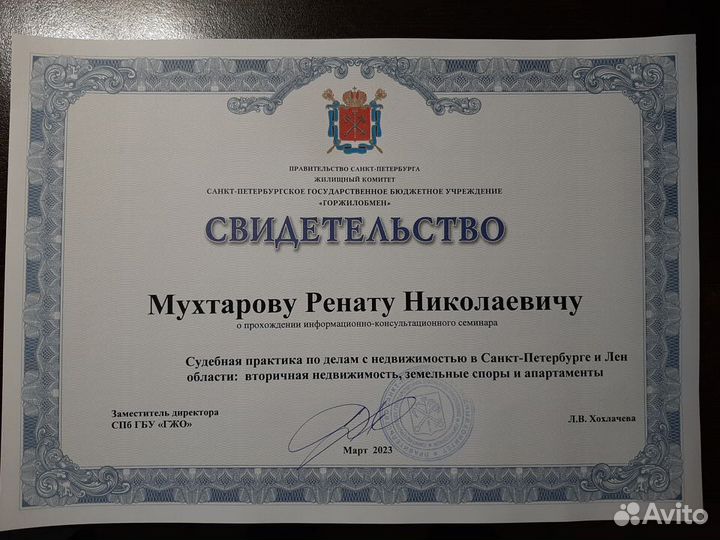 ПРАВИТЕЛЬСТВО САНКТ-ПЕТЕРБУРГА
ЖИЛИЩНЫЙ КОМИТЕТ
САНКТ-ПЕТЕРБУРГСКОЕ ГОСУДАРСТВЕННОЕ БЮДЖЕТНОЕ УЧРЕЖДЕНИЕ
«ГОРЖИЛОБМЕН»
СВИДЕТЕЛЬСТВО
Мухтарову Ренату Николаевичу
о прохождении информационно-консультационного семинара
Судебная практика по делам с недвижимостью в Санкт-Петербурге и Лен
области: вторичная недвижимость, земельные споры и апартаменты
Заместитель директора
СПб ГБУ «ГЖО»
Л.В. Хохлачева
Март 2023
Avito